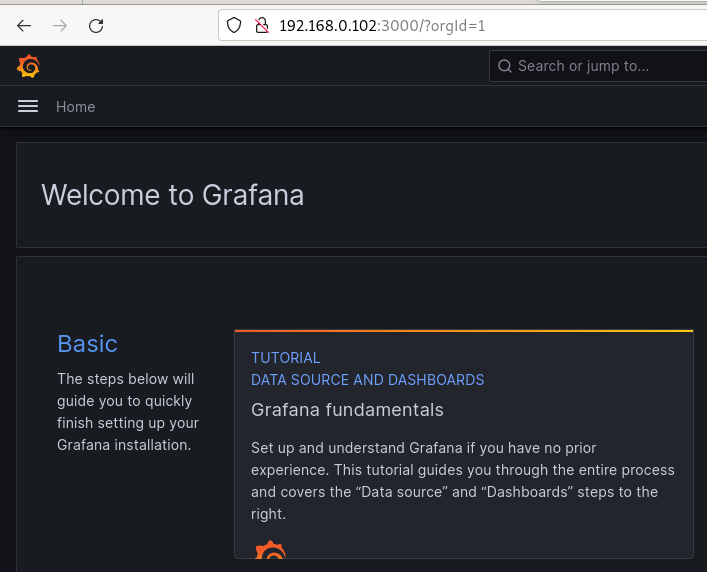 192.168.0.102:3000/?orgId=1
Search or jump to...
Home
Welcome to Grafana
Basic
The steps below will
guide you to quickly
finish setting up your
Grafana installation.
TUTORIAL
DATA SOURCE AND DASHBOARDS
Grafana fundamentals
Set up and understand Grafana if you have no prior
experience. This tutorial guides you through the entire process
and covers the “Data source” and “Dashboards” steps to the
right.